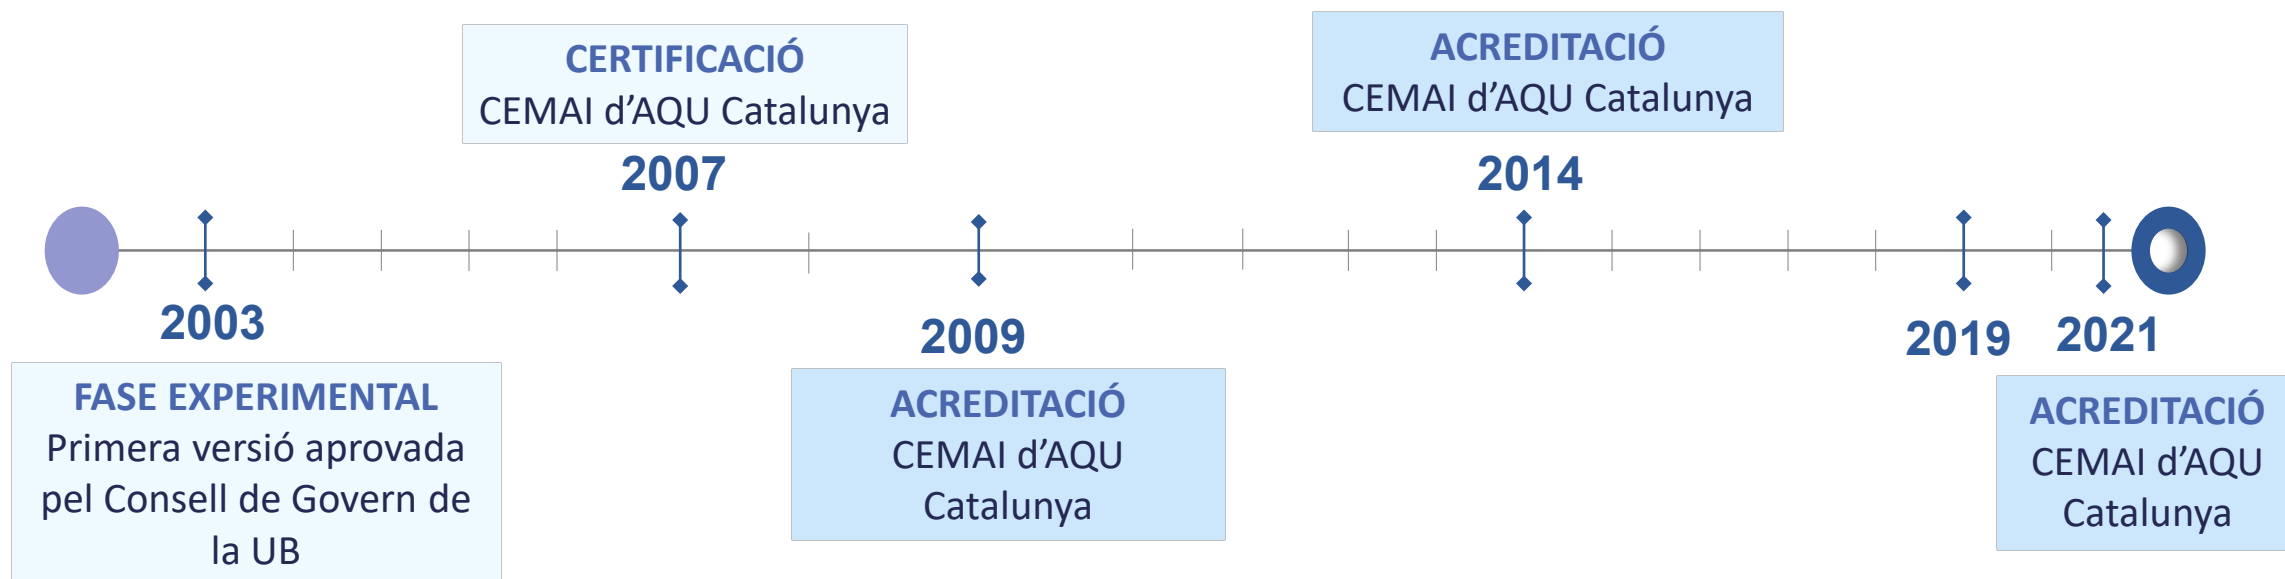 CERTIFICACIÓ
CEMAI d’AQU Catalunya
2007
ACREDITACIÓ
CEMAI d’AQU Catalunya
2014
2003
FASE EXPERIMENTAL
Primera versió aprovada
pel Consell de Govern de
la UB
2009
ACREDITACIÓ
CEMAI d’AQU
Catalunya
2019
2021
ACREDITACIÓ
CEMAI d’AQU
Catalunya